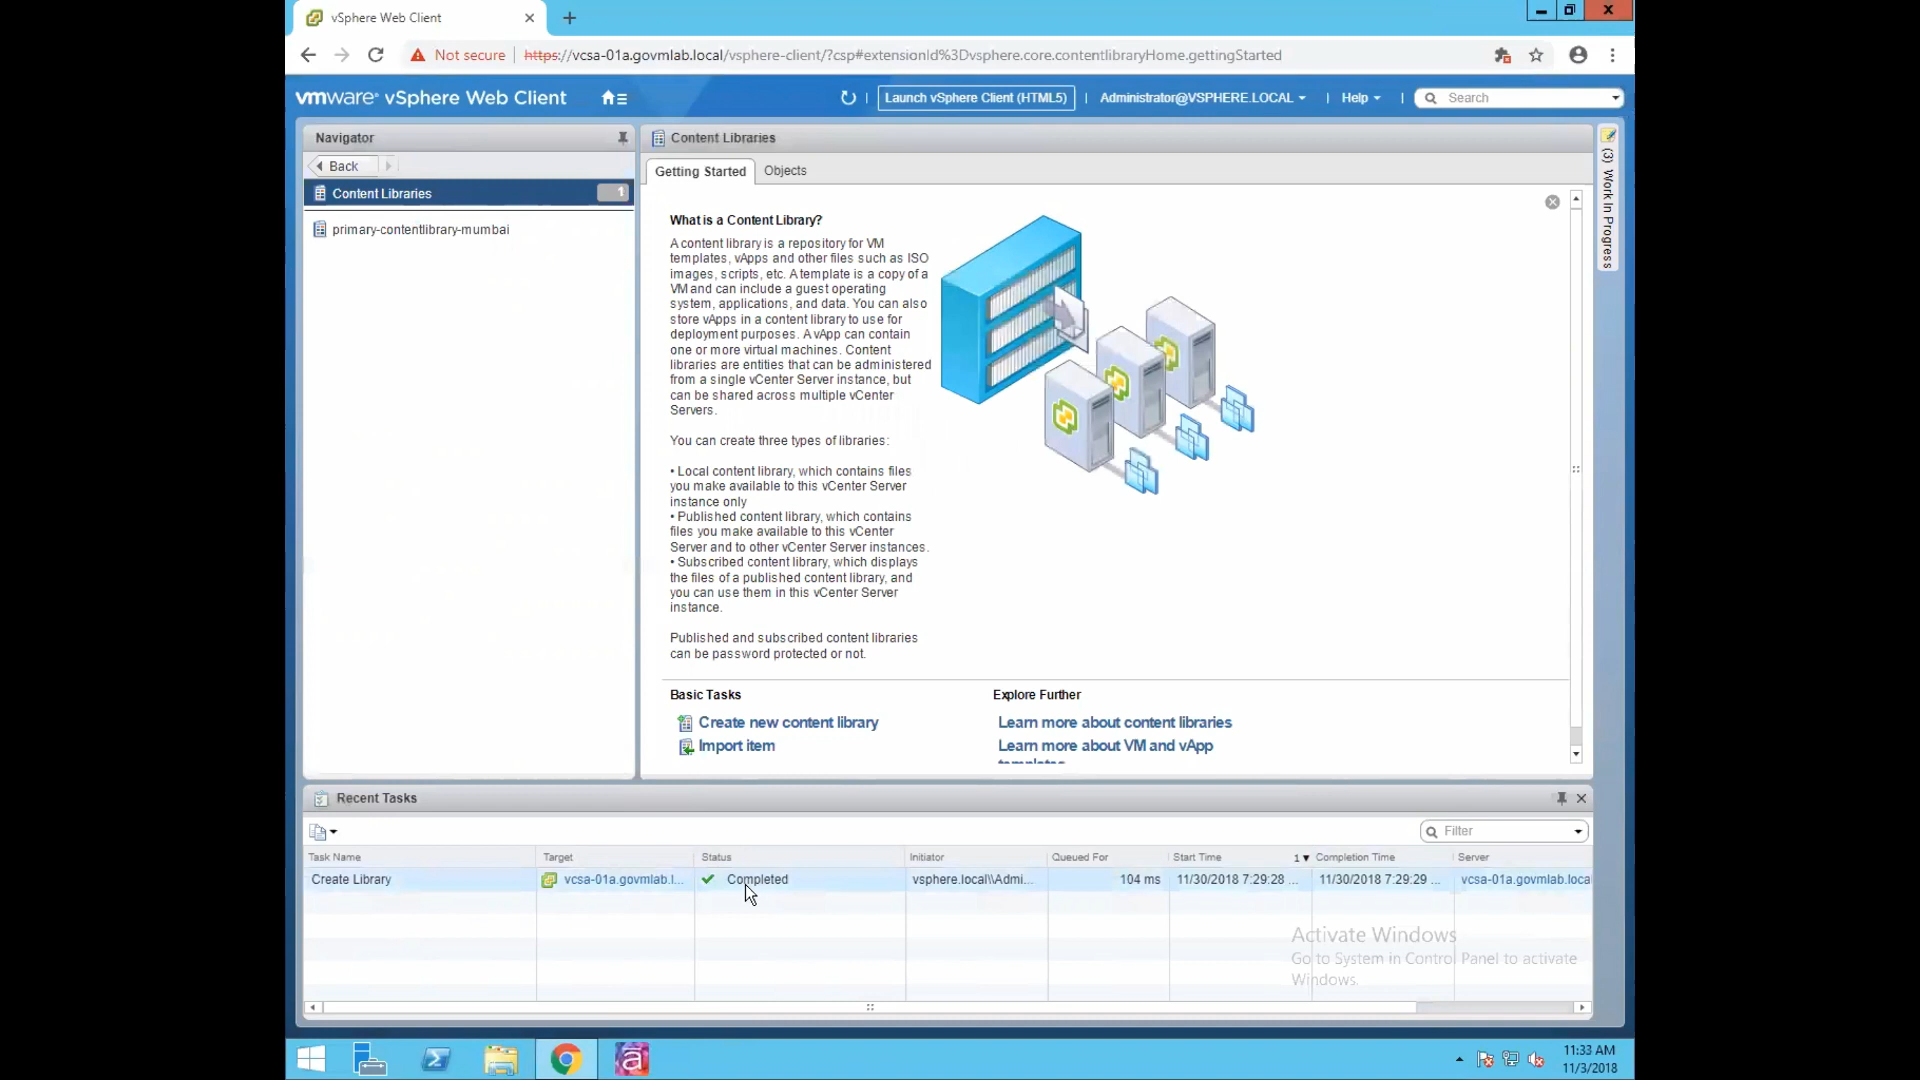 vSphere Web Client
Not secure | https://vcsa-01a.govmlab.local/vsphere-client/?csp#extensionId%3Dvsphere.core.contentlibraryHome.gettingStarted
vmware® vSphere Web Client
Launch vSphere Client (HTML5)
Administrator@VSPHERE.LOCAL
Help
Search
Navigator
Back
Content Libraries 1
primary-contentlibrary-mumbai
Content Libraries
Getting Started Objects
What is a Content Library?
A content library is a repository for VM
templates, vApps and other files such as ISO
images, scripts, etc. A template is a copy of a
VM and can include a guest operating
system, applications, and data. You can also
store vApps in a content library to use for
deployment purposes. A vApp can contain
one or more virtual machines. Content
libraries are entities that can be administered
from a single vCenter Server instance, but
can be shared across multiple vCenter
Servers.
You can create three types of libraries:
• Local content library, which contains files
you make available to this vCenter Server
instance only
• Published content library, which contains
files you make available to this vCenter
Server and to other vCenter Server instances.
• Subscribed content library, which displays
the files of a published content library, and
you can use them in this vCenter Server
instance.
Published and subscribed content libraries
can be password protected or not.
Basic Tasks
Create new content library
Import item
Explore Further
Learn more about content libraries
Learn more about VM and vApp
templates
(3) Work In Progress
Recent Tasks
Filter
Task Name Target Status Initiator Queued For Start Time 1 Completion Time Server
Create Library vcsa-01a.govmlab.l... Completed vsphere.local\\Admi... 104 ms 11/30/2018 7:29:28 ... 11/30/2018 7:29:29 ... vcsa-01a.govmlab.loca
Activate Windows
Go to System in Control Panel to activate
Windows.
11:33 AM
11/3/2018